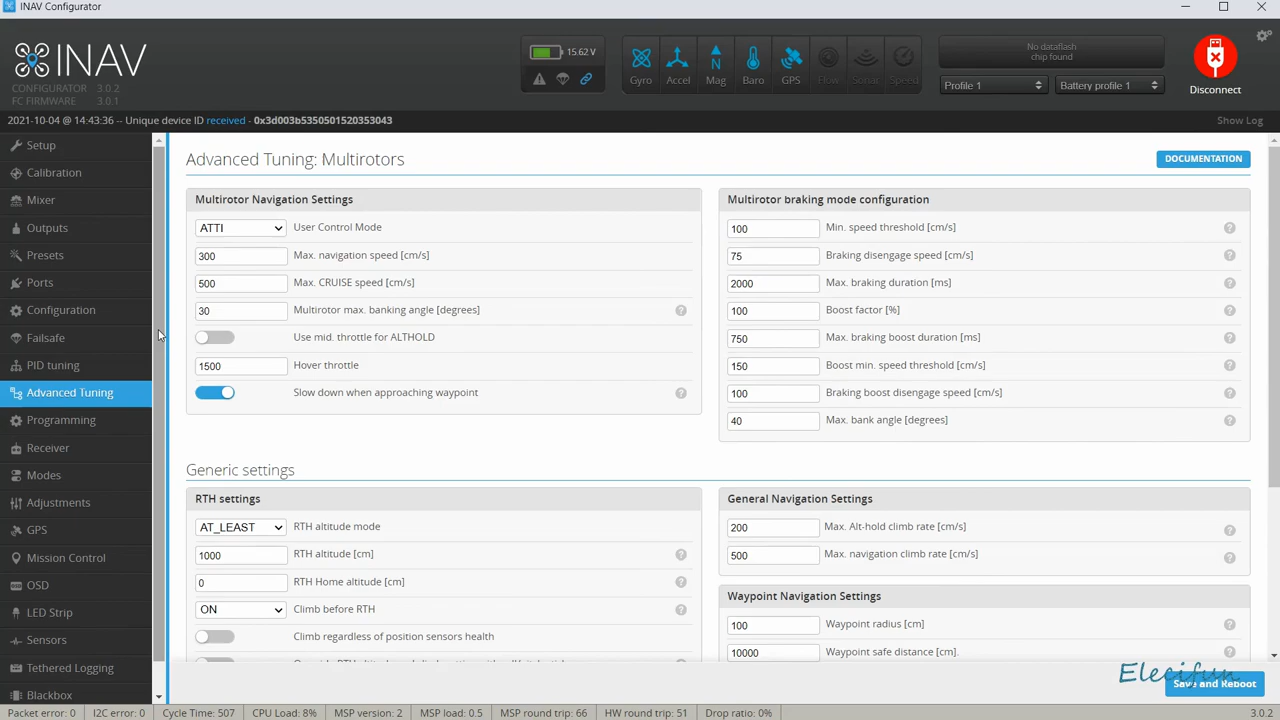 INAV Configurator
INAV
CONFIGURATOR 3.0.2
FC FIRMWARE 3.0.1
15.62 V
Gyro
Accel
Mag
Baro
GPS
Flow
Sonar
Speed
No dataflash
chip found
Profile 1
Battery profile 1
Disconnect
2021-10-04 @ 14:43:36 -- Unique device ID received - 0x3d003b5350501520353043
Show Log
Setup
Calibration
Mixer
Outputs
Presets
Ports
Configuration
Failsafe
PID tuning
Advanced Tuning
Programming
Receiver
Modes
Adjustments
GPS
Mission Control
OSD
LED Strip
Sensors
Tethered Logging
Blackbox
Advanced Tuning: Multirotors
DOCUMENTATION
Multirotor Navigation Settings
ATTI User Control Mode
300 Max. navigation speed [cm/s]
500 Max. CRUISE speed [cm/s]
30 Multirotor max. banking angle [degrees]
Use mid. throttle for ALTHOLD
1500 Hover throttle
Slow down when approaching waypoint
Multirotor braking mode configuration
100 Min. speed threshold [cm/s]
75 Braking disengage speed [cm/s]
2000 Max. braking duration [ms]
100 Boost factor [%]
750 Max. braking boost duration [ms]
150 Boost min. speed threshold [cm/s]
100 Braking boost disengage speed [cm/s]
40 Max. bank angle [degrees]
Generic settings
RTH settings
AT_LEAST RTH altitude mode
1000 RTH altitude [cm]
0 RTH Home altitude [cm]
ON Climb before RTH
Climb regardless of position sensors health
General Navigation Settings
200 Max. Alt-hold climb rate [cm/s]
500 Max. navigation climb rate [cm/s]
Waypoint Navigation Settings
100 Waypoint radius [cm]
10000 Waypoint safe distance [cm].
Elecifun
Save and Reboot
Packet error: 0 I2C error: 0 Cycle Time: 507 CPU Load: 8% MSP version: 2 MSP load: 0.5 MSP round trip: 66 HW round trip: 51 Drop ratio: 0% 3.0.2